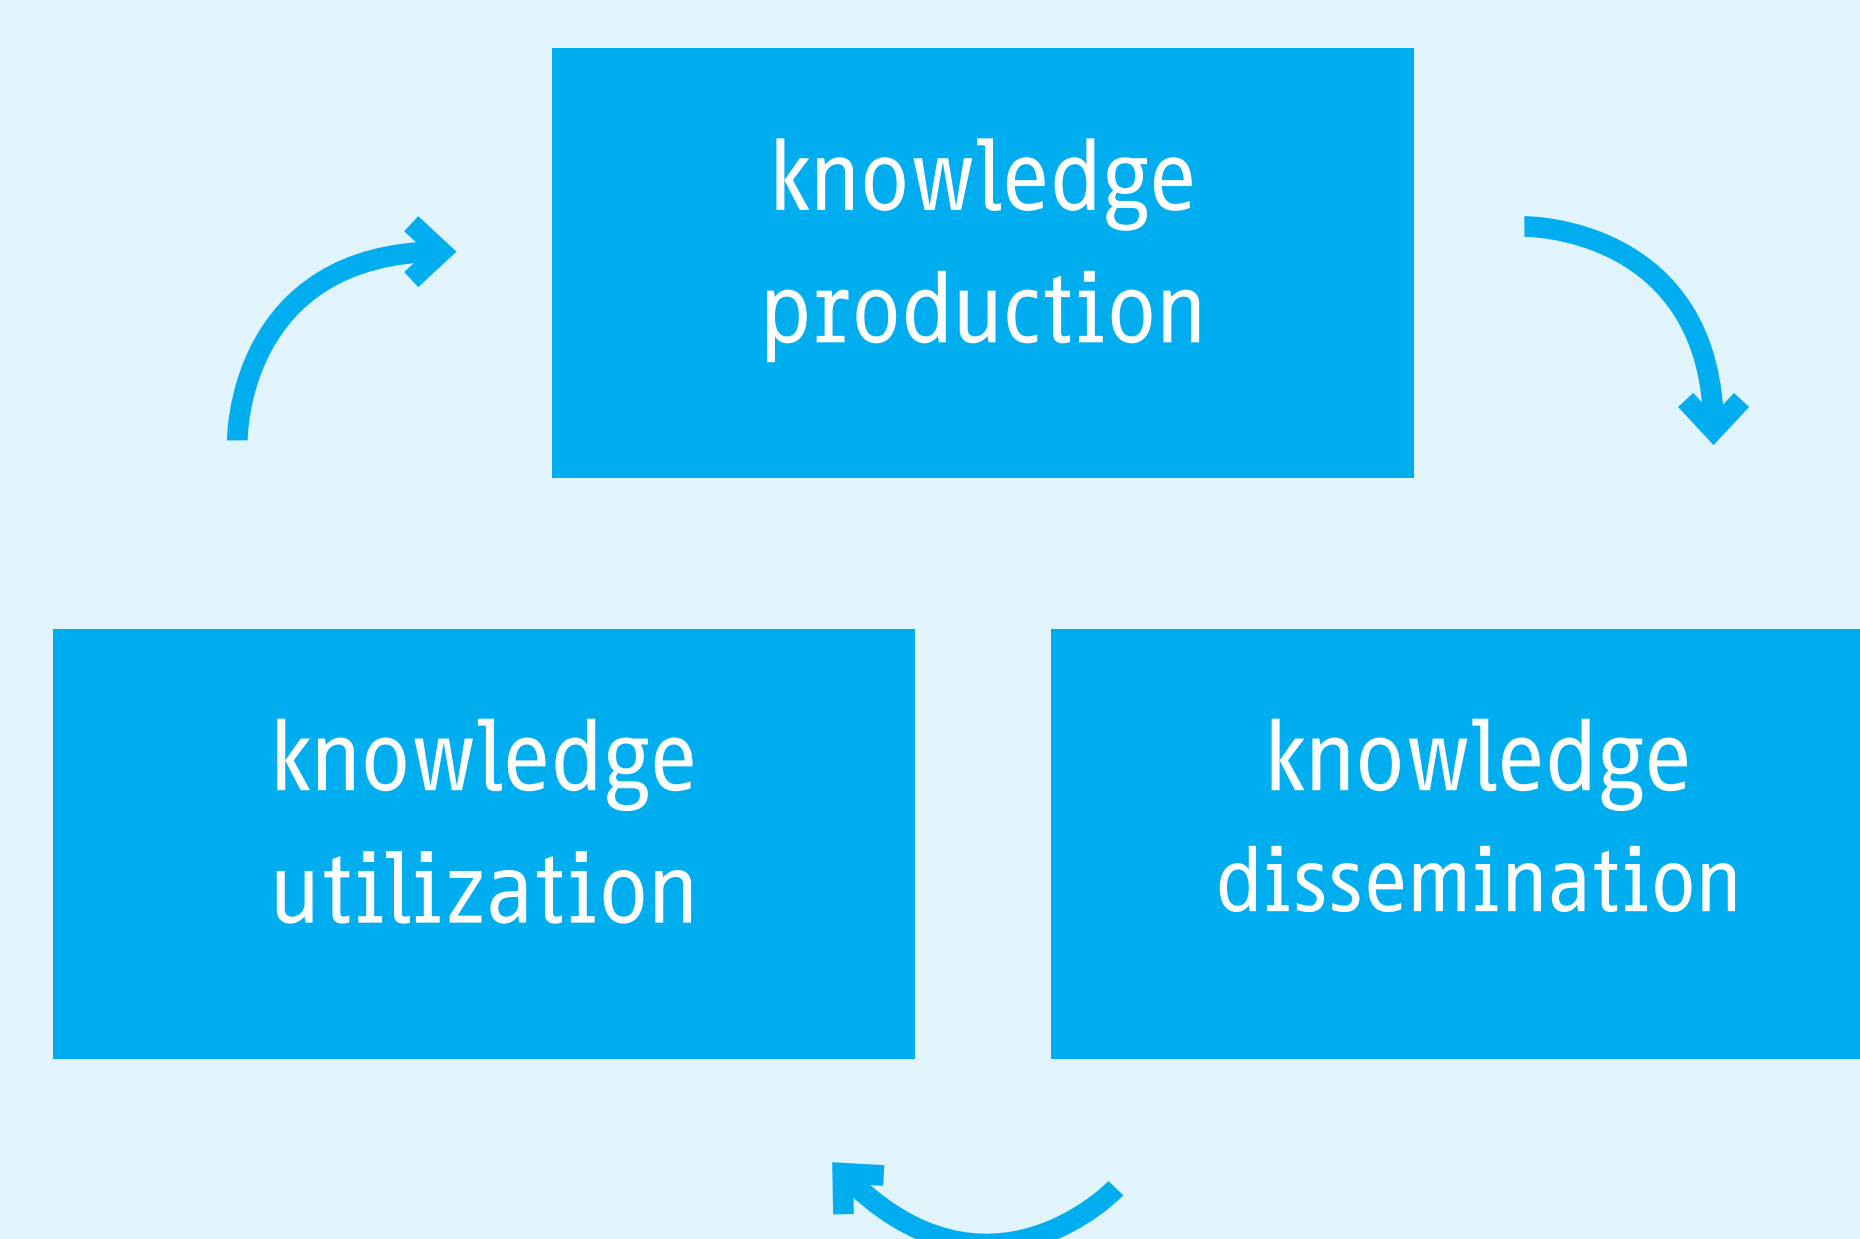 knowledge
production
knowledge
utilization
knowledge
dissemination